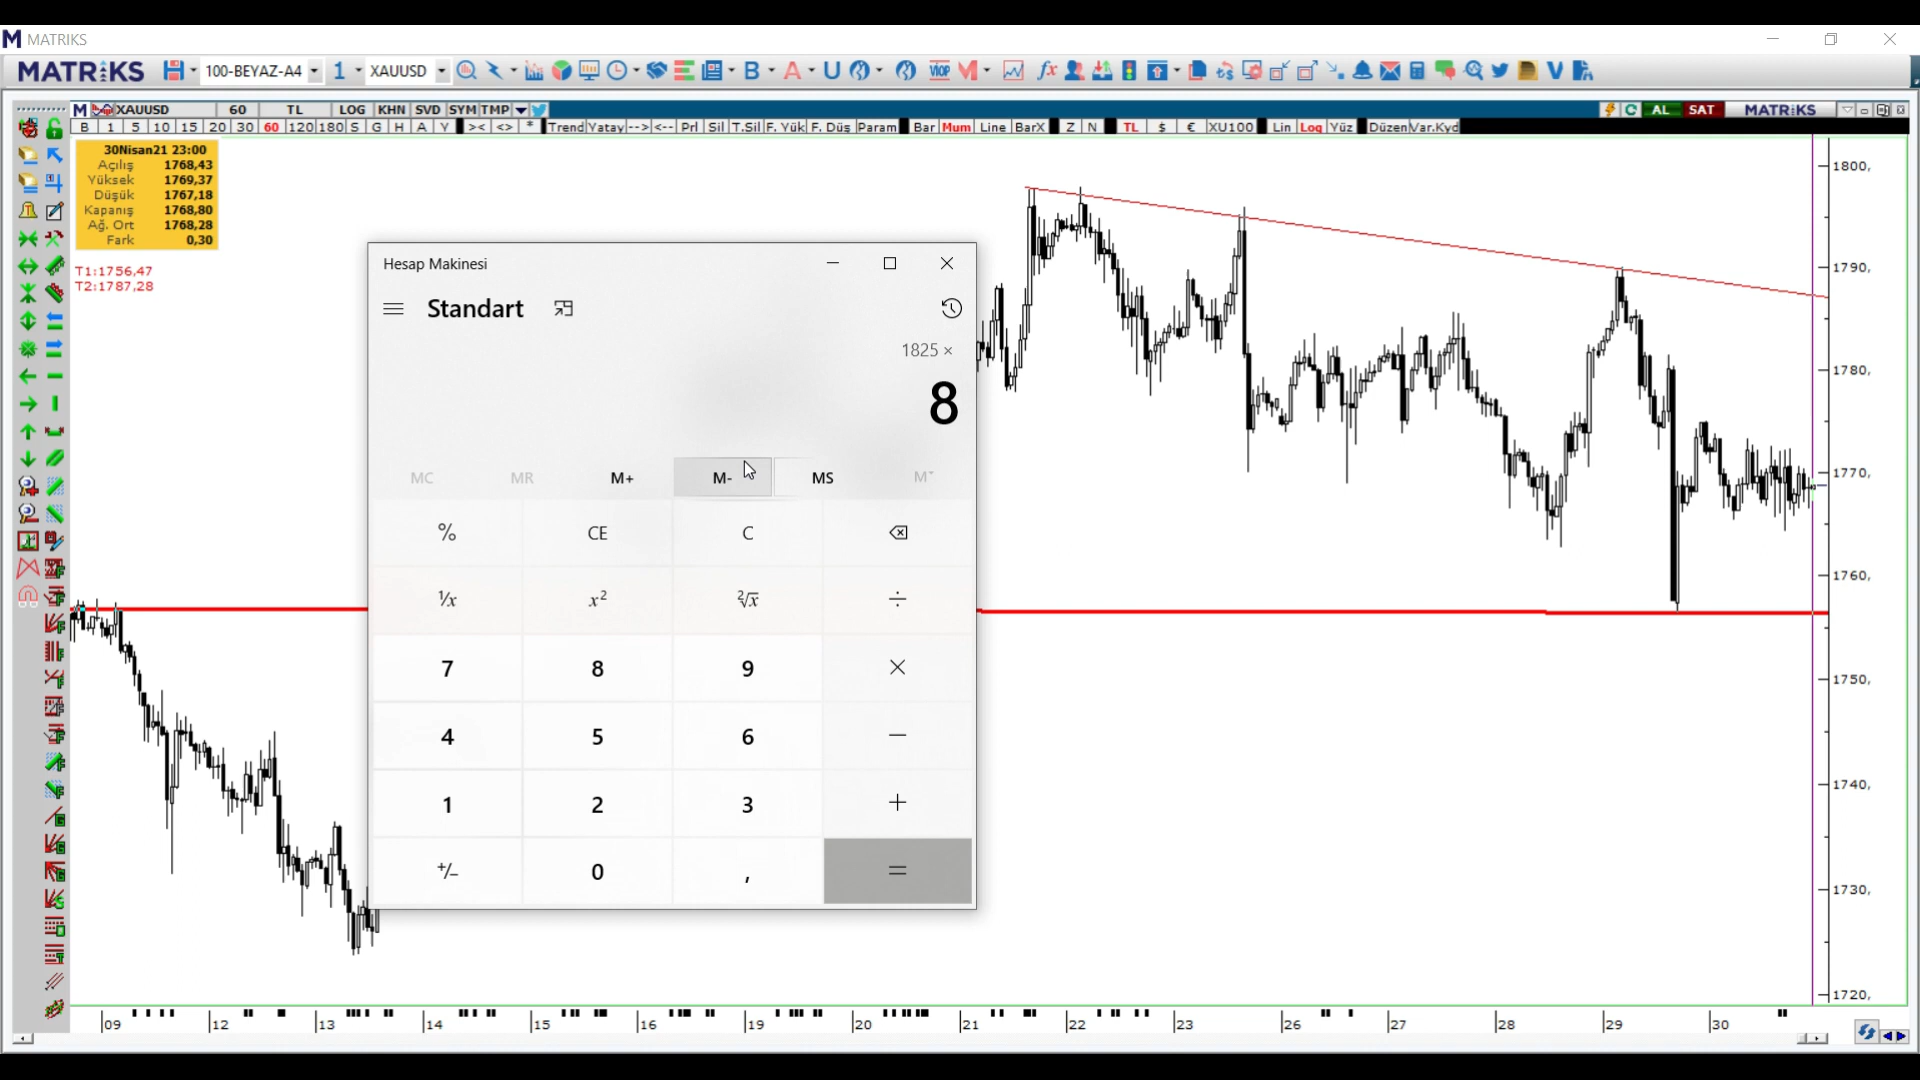 MATRIKS
MATRiKS 100-BEYAZ-A4 1 XAUUSD B A U VIOP M fx V
M XAUUSD 60 TL LOG KHN SVD SYM TMP AL SAT MATRiKS
B 1 5 10 15 20 30 60 120 180 S G H A Y >< <> * Trend Yatay --> <-- Prl Sil T.Sil F. Yük F. Düş Param Bar Mum Line BarX Z N TL $ € XU100 Lin Log Yüz Düzen Var.Kyd
30Nisan21 23:00
Açılış 1768,43
Yüksek 1769,37
Düşük 1767,18
Kapanış 1768,80
Ağ. Ort 1768,28
Fark 0,30
T1:1756,47
T2:1787,28
Hesap Makinesi
Standart
1825 ×
8
MC MR M+ M- MS M˅
% CE C
¹/x x² ²√x ÷
7 8 9 ×
4 5 6 −
1 2 3 +
+/− 0 , =
1800,
1790,
1780,
1770,
1760,
1750,
1740,
1730,
1720,
09 12 13 14 15 16 19 20 21 22 23 26 27 28 29 30